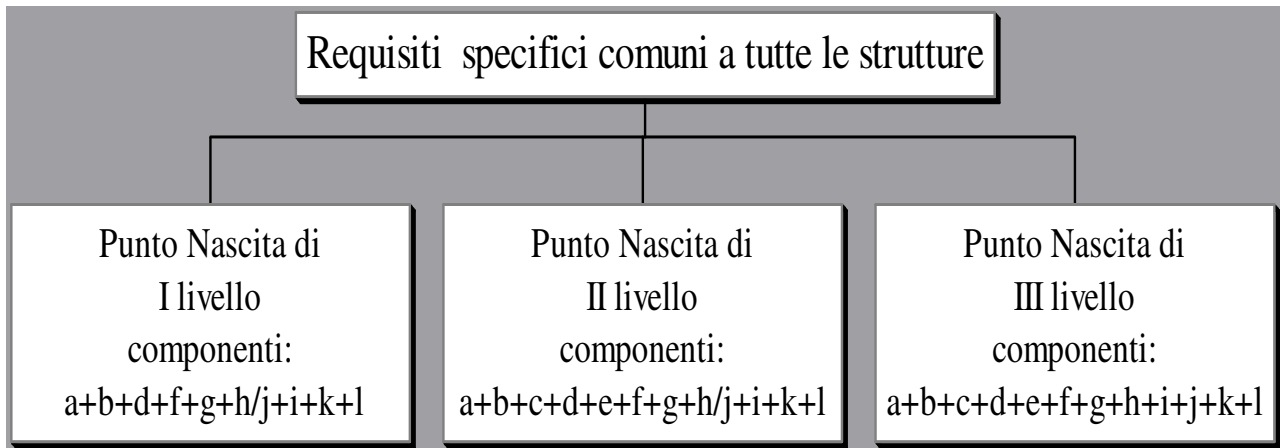 Requisiti specifici comuni a tutte le strutture
Punto Nascita di
I livello
componenti:
a+b+d+f+g+h/j+i+k+l
Punto Nascita di
II livello
componenti:
a+b+c+d+e+f+g+h/j+i+k+l
Punto Nascita di
III livello
componenti:
a+b+c+d+e+f+g+h+i+j+k+l